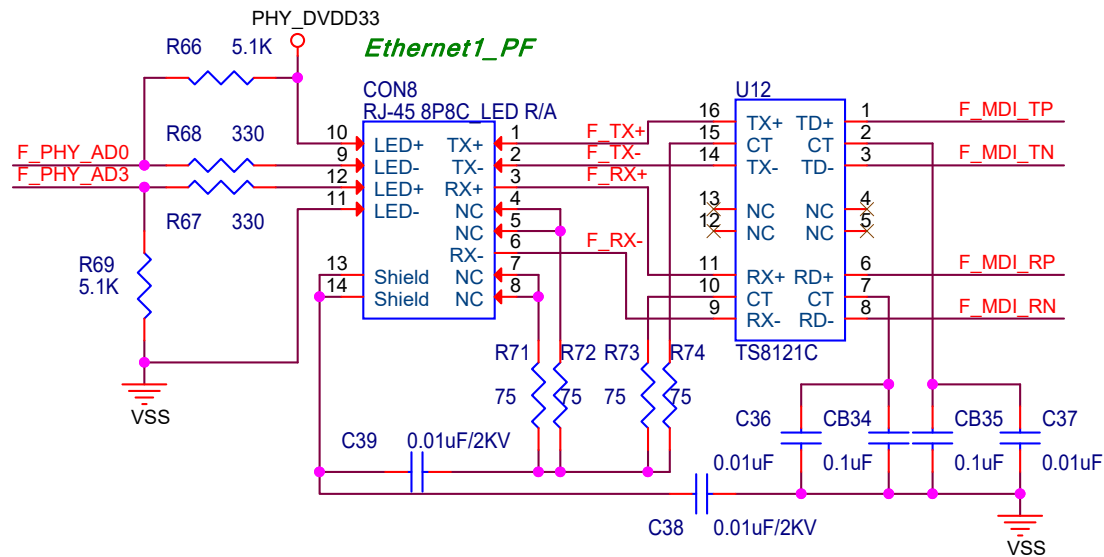 PHY_DVDD33
R66 5.1K
Ethernet1_PF
CON8
RJ-45 8P8C_LED R/A
U12
R68 330
F_PHY_AD0
F_PHY_AD3
R67 330
R69
5.1K
VSS
10 LED+
9 LED-
12 LED+
11 LED-
13 Shield
14 Shield
TX+ 1
TX- 2
RX+ 3
NC 4
NC 5
RX- 6
NC 7
NC 8
F_TX+
F_TX-
F_RX+
F_RX-
16 TX+
15 CT
14 TX-
13 NC
12 NC
11 RX+
10 CT
9 RX-
TD+ 1
CT 2
TD- 3
NC 4
NC 5
RD+ 6
CT 7
RD- 8
TS8121C
F_MDI_TP
F_MDI_TN
F_MDI_RP
F_MDI_RN
R71 R72 R73 R74
75 75 75 75
C39 0.01uF/2KV
C38 0.01uF/2KV
C36 CB34 CB35 C37
0.01uF 0.1uF 0.1uF 0.01uF
VSS